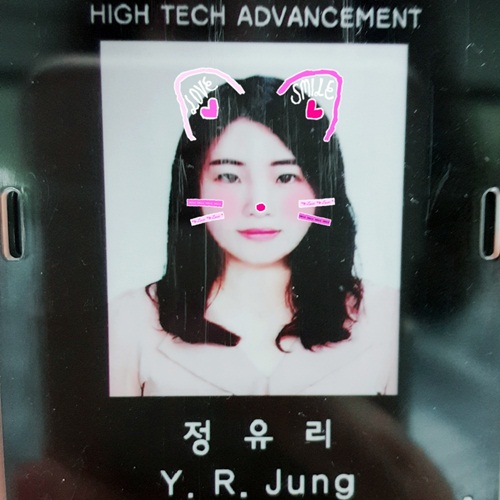 HIGH TECH ADVANCEMENT
LOVE
SMILE
정 유 리
Y. R. Jung